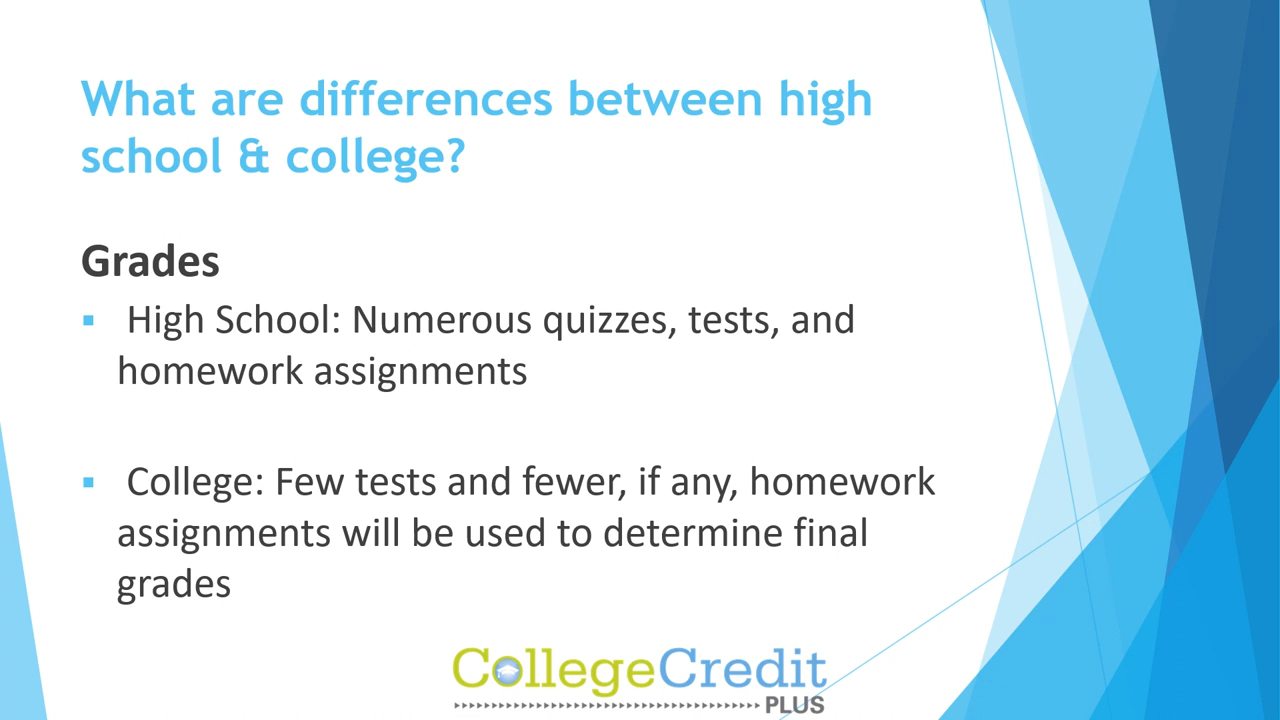 What are differences between high
school & college?
Grades
▪ High School: Numerous quizzes, tests, and
homework assignments
▪ College: Few tests and fewer, if any, homework
assignments will be used to determine final
grades
CollegeCredit
PLUS